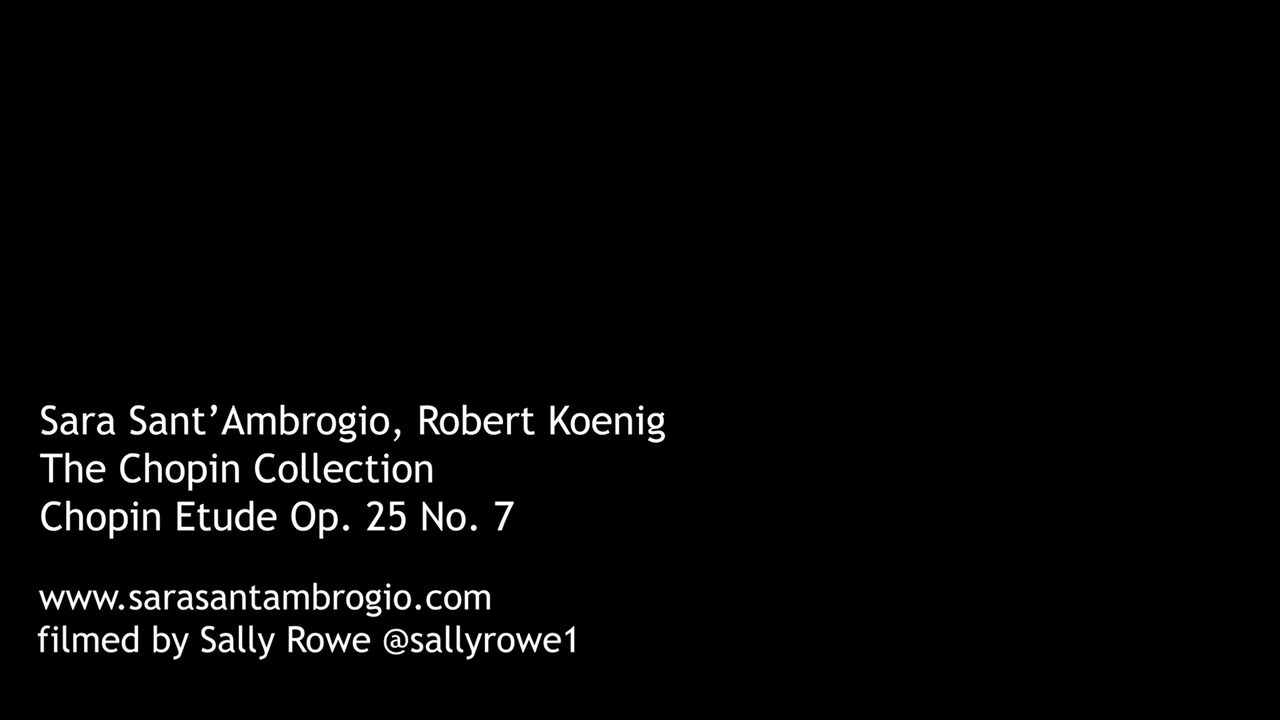 Sara Sant’Ambrogio, Robert Koenig
The Chopin Collection
Chopin Etude Op. 25 No. 7
www.sarasantambrogio.com
filmed by Sally Rowe @sallyrowe1